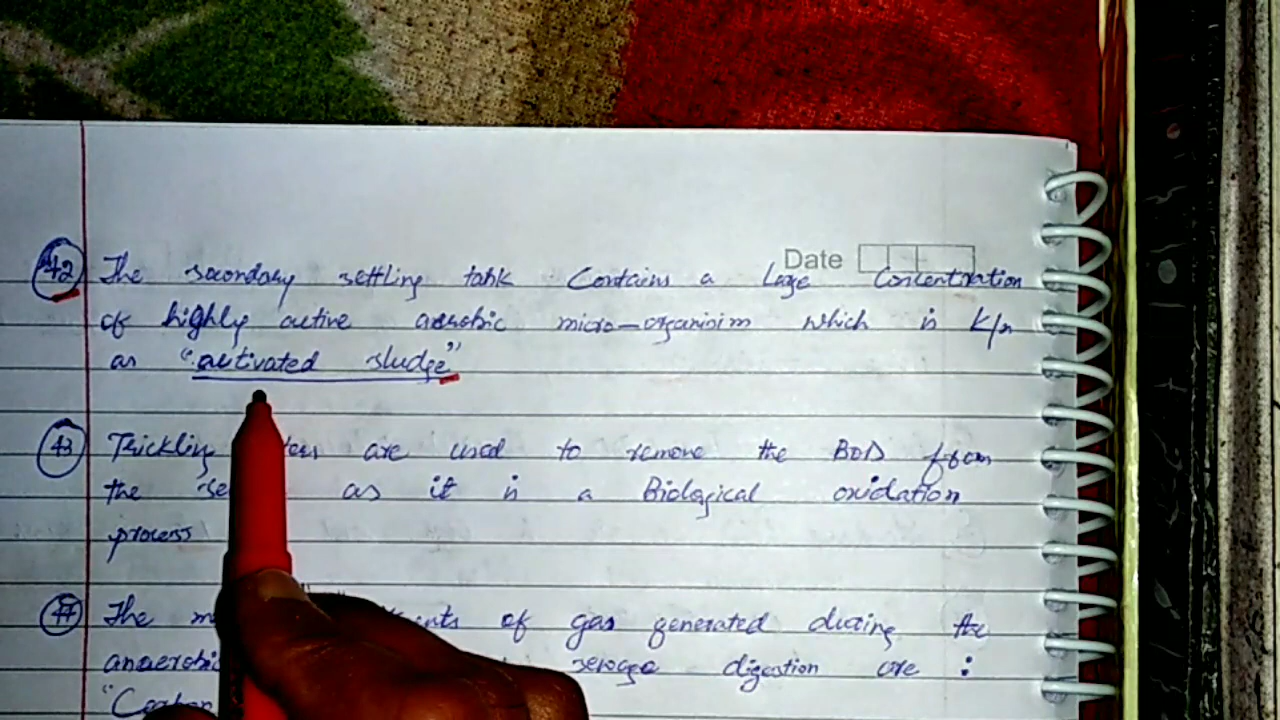 Date
42 The secondary settling tank Contains a Large Concentration
of highly active aerobic micro-organisim which is K/n
as "activated sludge"
43 Trickling are used to remove the BOD from
the as it is a Biological oxidation
process
44 The of gas generated during the
sewage digestion are :
"Carbon